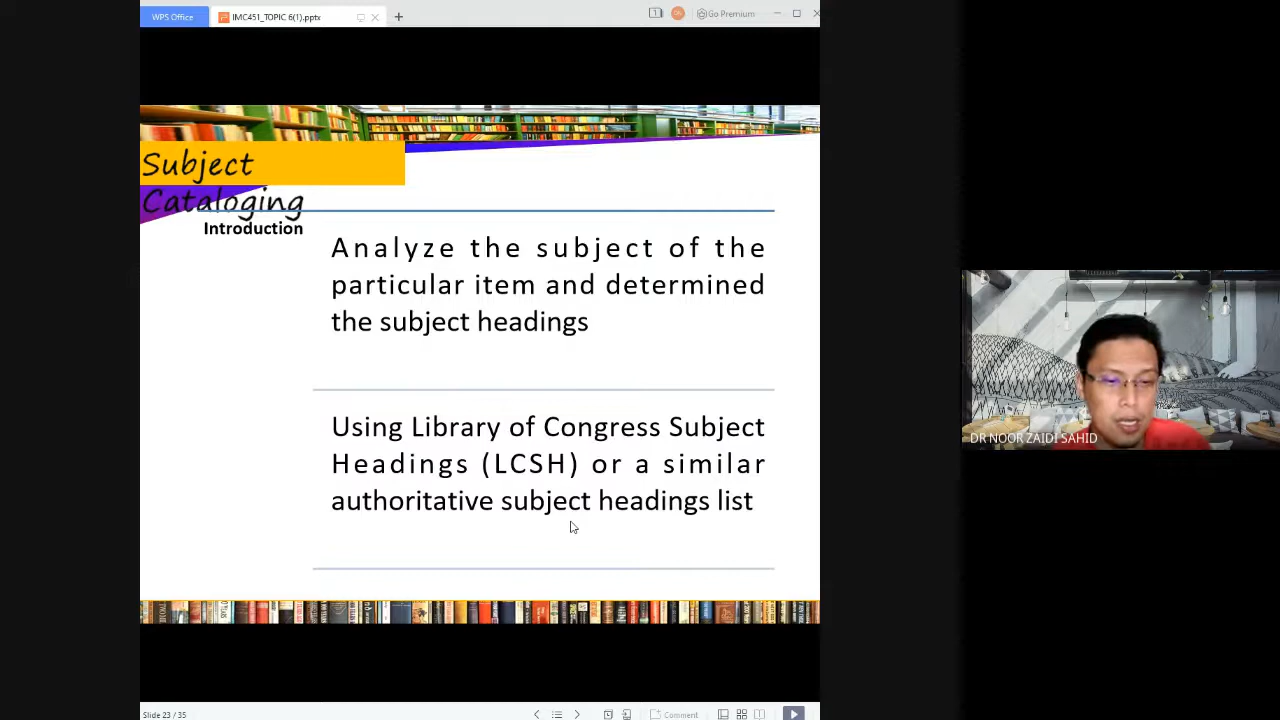 WPS Office
IMC451_TOPIC 6(1).pptx
1
Go Premium
Subject
Cataloging
Introduction
Analyze the subject of the
particular item and determined
the subject headings
Using Library of Congress Subject
Headings (LCSH) or a similar
authoritative subject headings list
DR NOOR ZAIDI SAHID
Slide 23 / 35
Comment